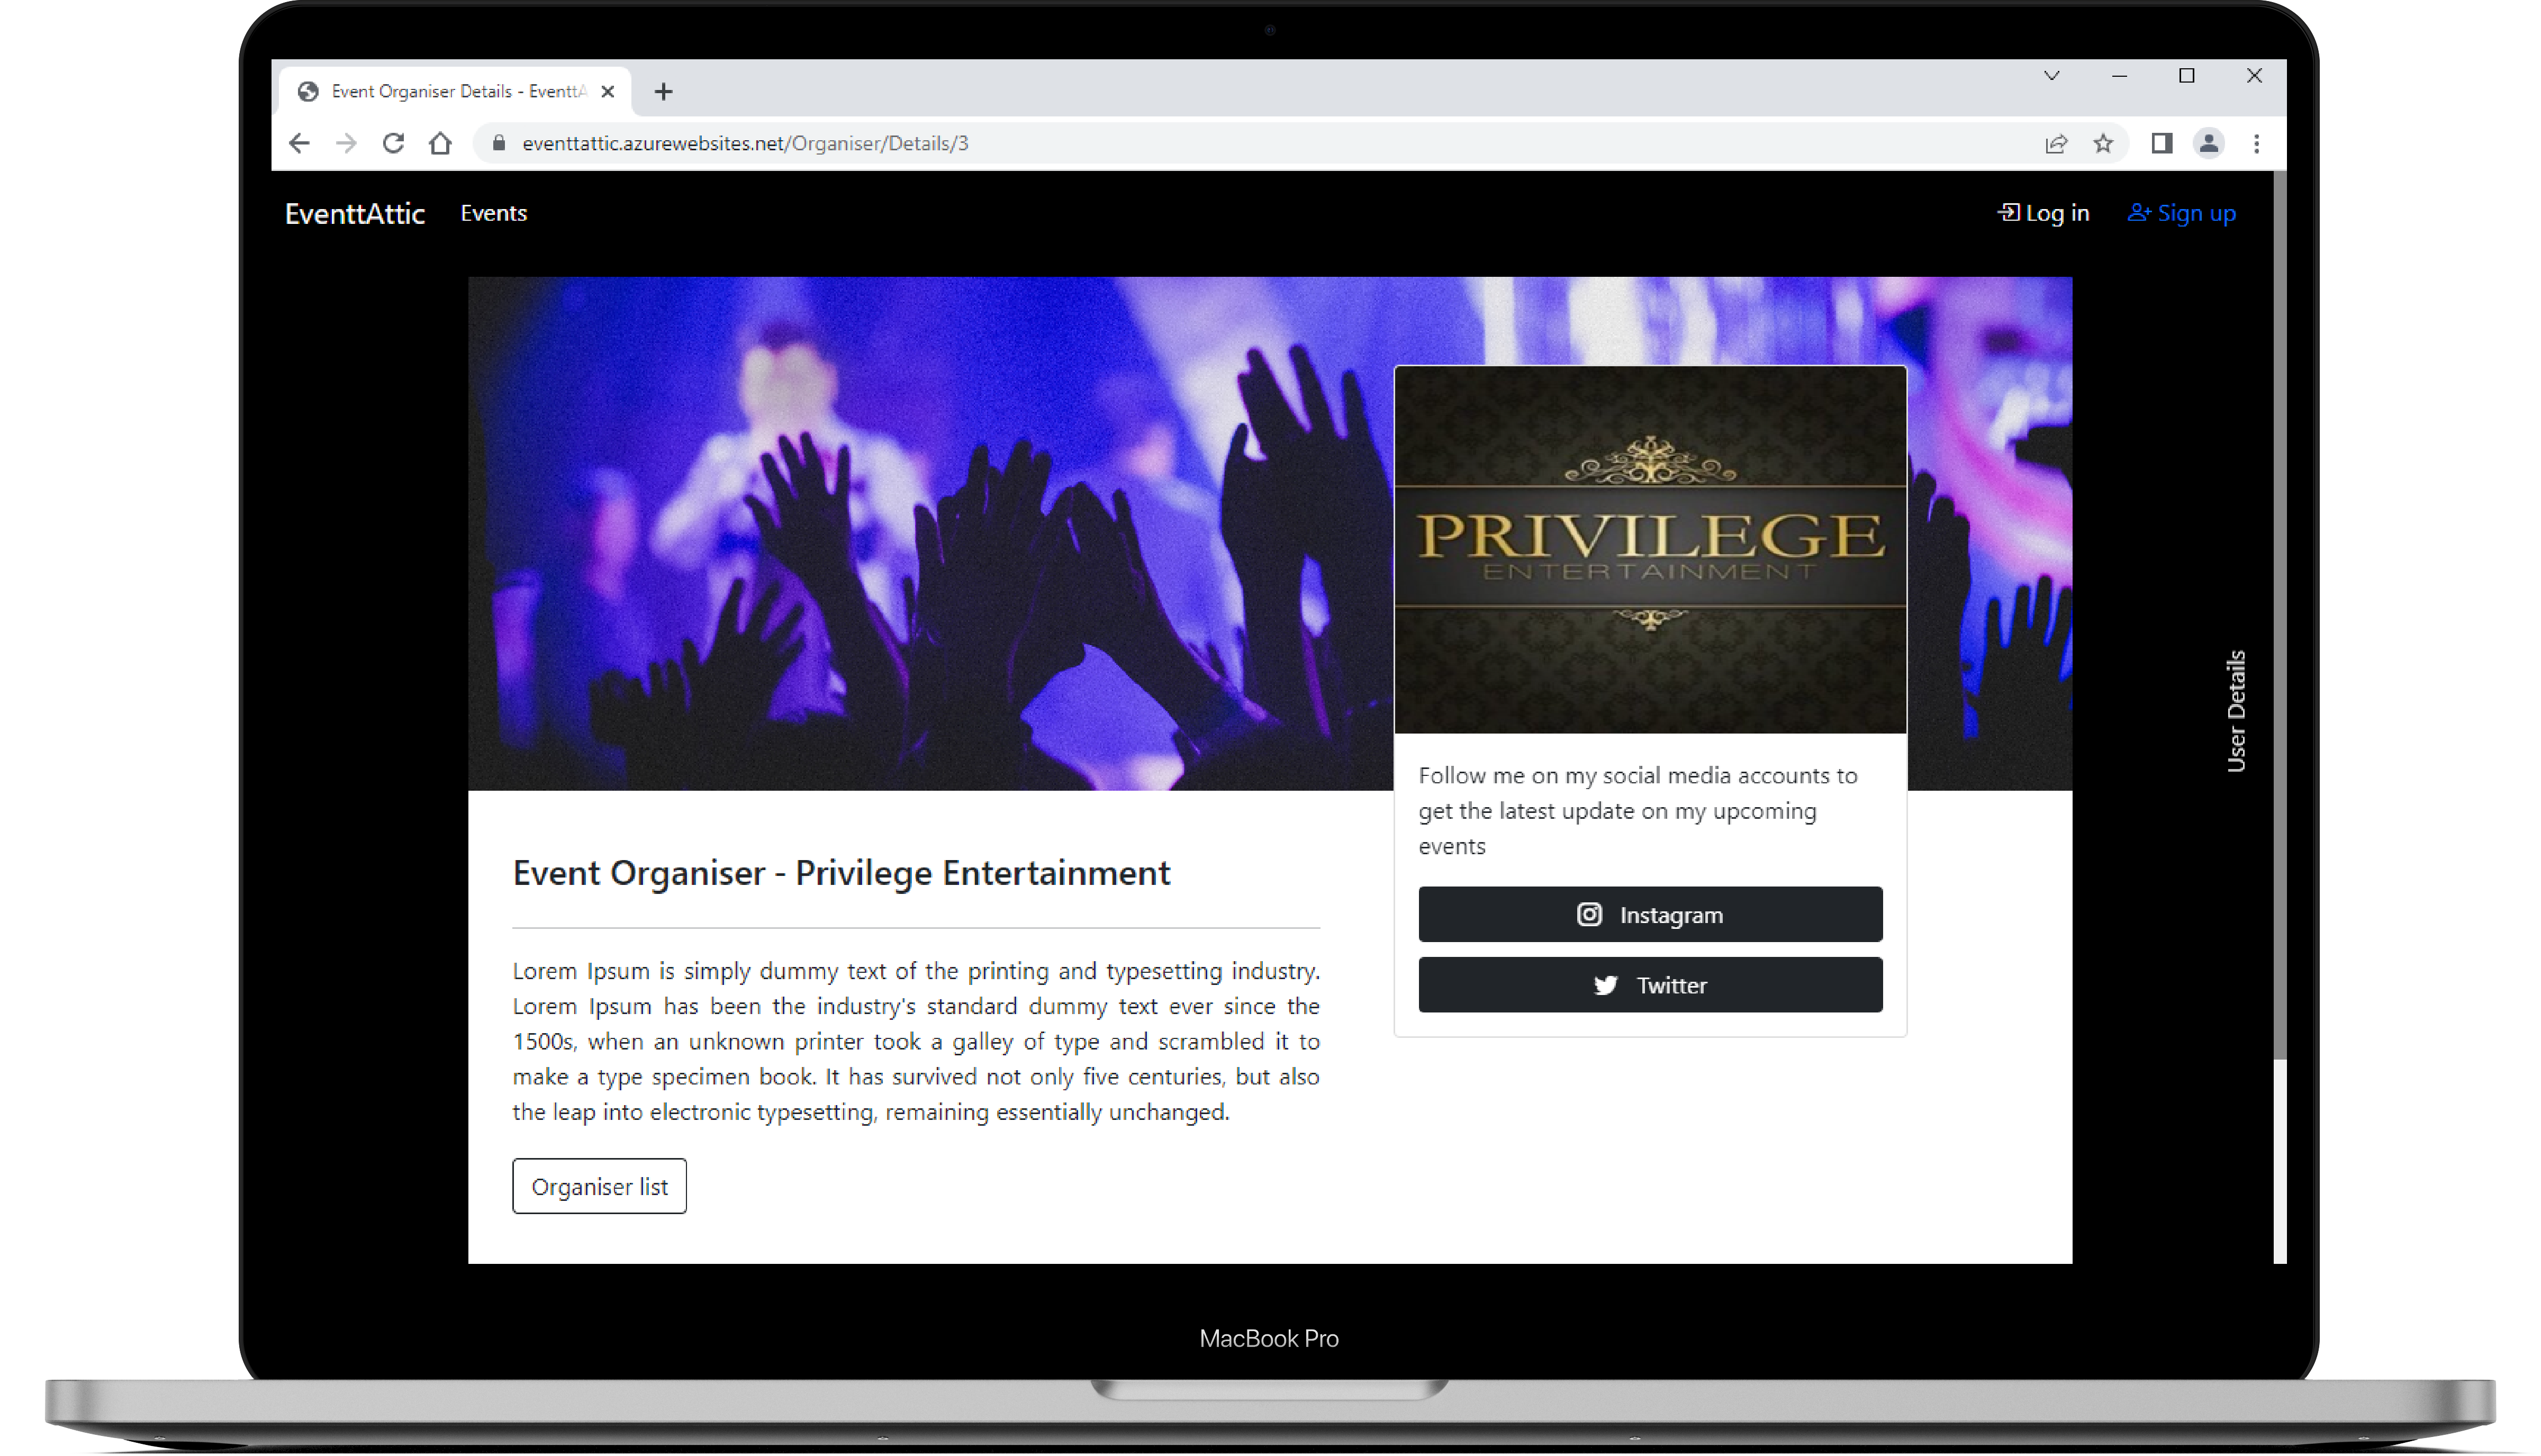 Event Organiser Details - EventtA
eventtattic.azurewebsites.net/Organiser/Details/3
EventtAttic
Events
Log in
Sign up
PRIVILEGE
ENTERTAINMENT
Follow me on my social media accounts to
get the latest update on my upcoming
events
Instagram
Twitter
User Details
Event Organiser - Privilege Entertainment
Lorem Ipsum is simply dummy text of the printing and typesetting industry.
Lorem Ipsum has been the industry's standard dummy text ever since the
1500s, when an unknown printer took a galley of type and scrambled it to
make a type specimen book. It has survived not only five centuries, but also
the leap into electronic typesetting, remaining essentially unchanged.
Organiser list
MacBook Pro